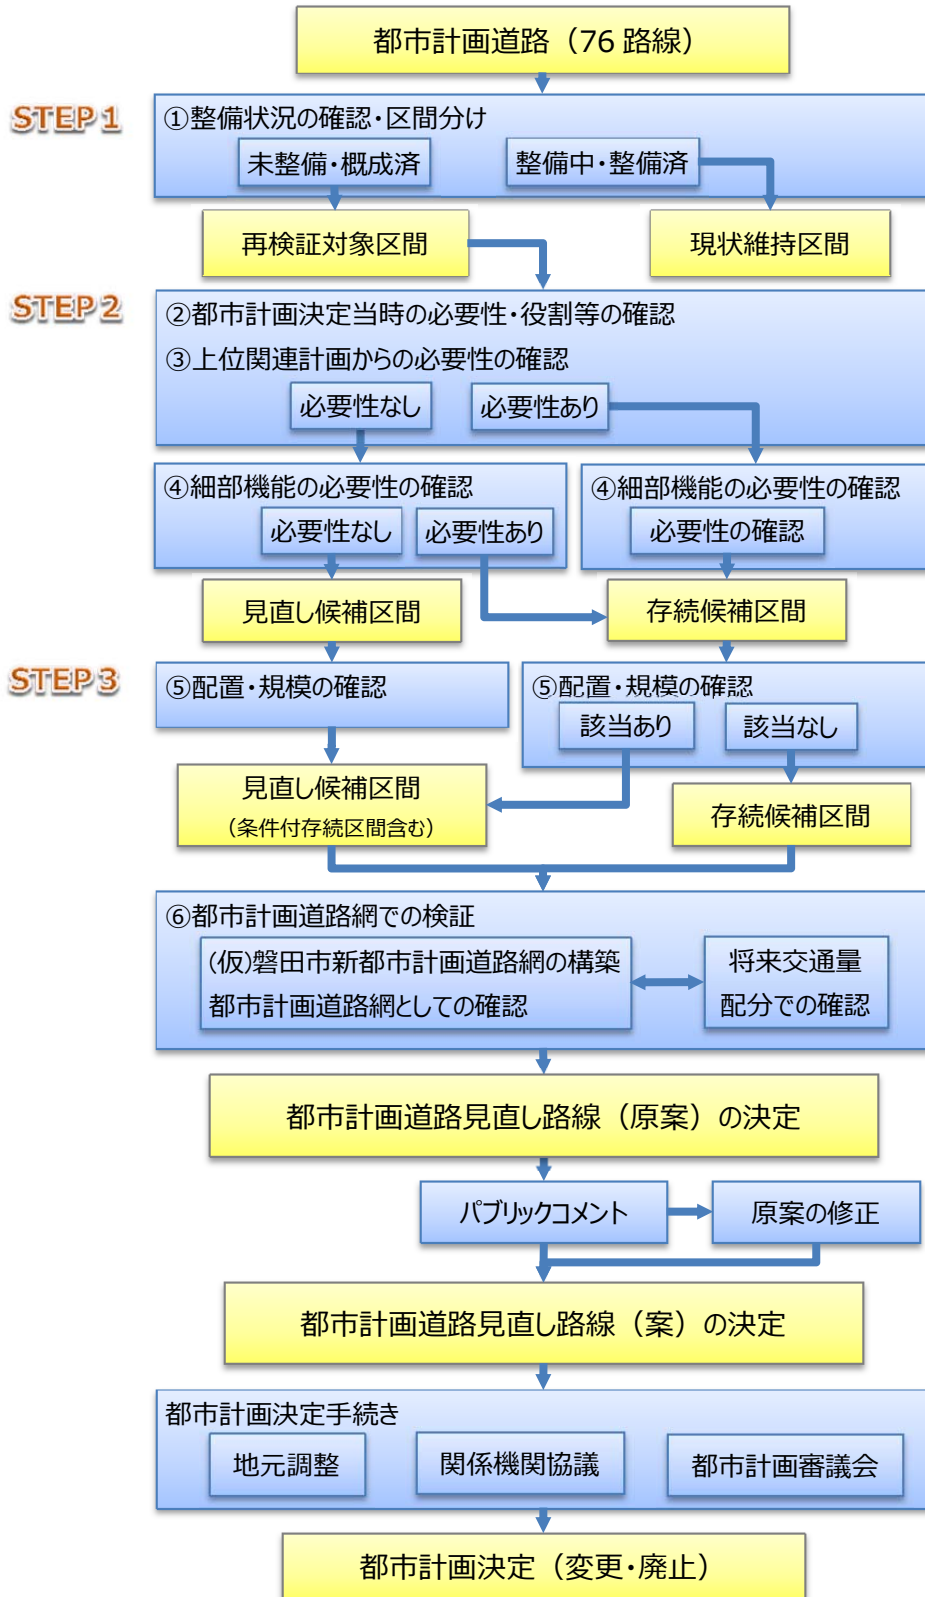 都市計画道路（76 路線）
STEP 1
①整備状況の確認・区間分け
未整備・概成済
整備中・整備済
再検証対象区間
現状維持区間
STEP 2
②都市計画決定当時の必要性・役割等の確認
③上位関連計画からの必要性の確認
必要性なし
必要性あり
④細部機能の必要性の確認
必要性なし
必要性あり
④細部機能の必要性の確認
必要性の確認
見直し候補区間
存続候補区間
STEP 3
⑤配置・規模の確認
⑤配置・規模の確認
該当あり
該当なし
見直し候補区間
（条件付存続区間含む）
存続候補区間
⑥都市計画道路網での検証
(仮)磐田市新都市計画道路網の構築
都市計画道路網としての確認
将来交通量
配分での確認
都市計画道路見直し路線（原案）の決定
パブリックコメント
原案の修正
都市計画道路見直し路線（案）の決定
都市計画決定手続き
地元調整
関係機関協議
都市計画審議会
都市計画決定（変更・廃止）